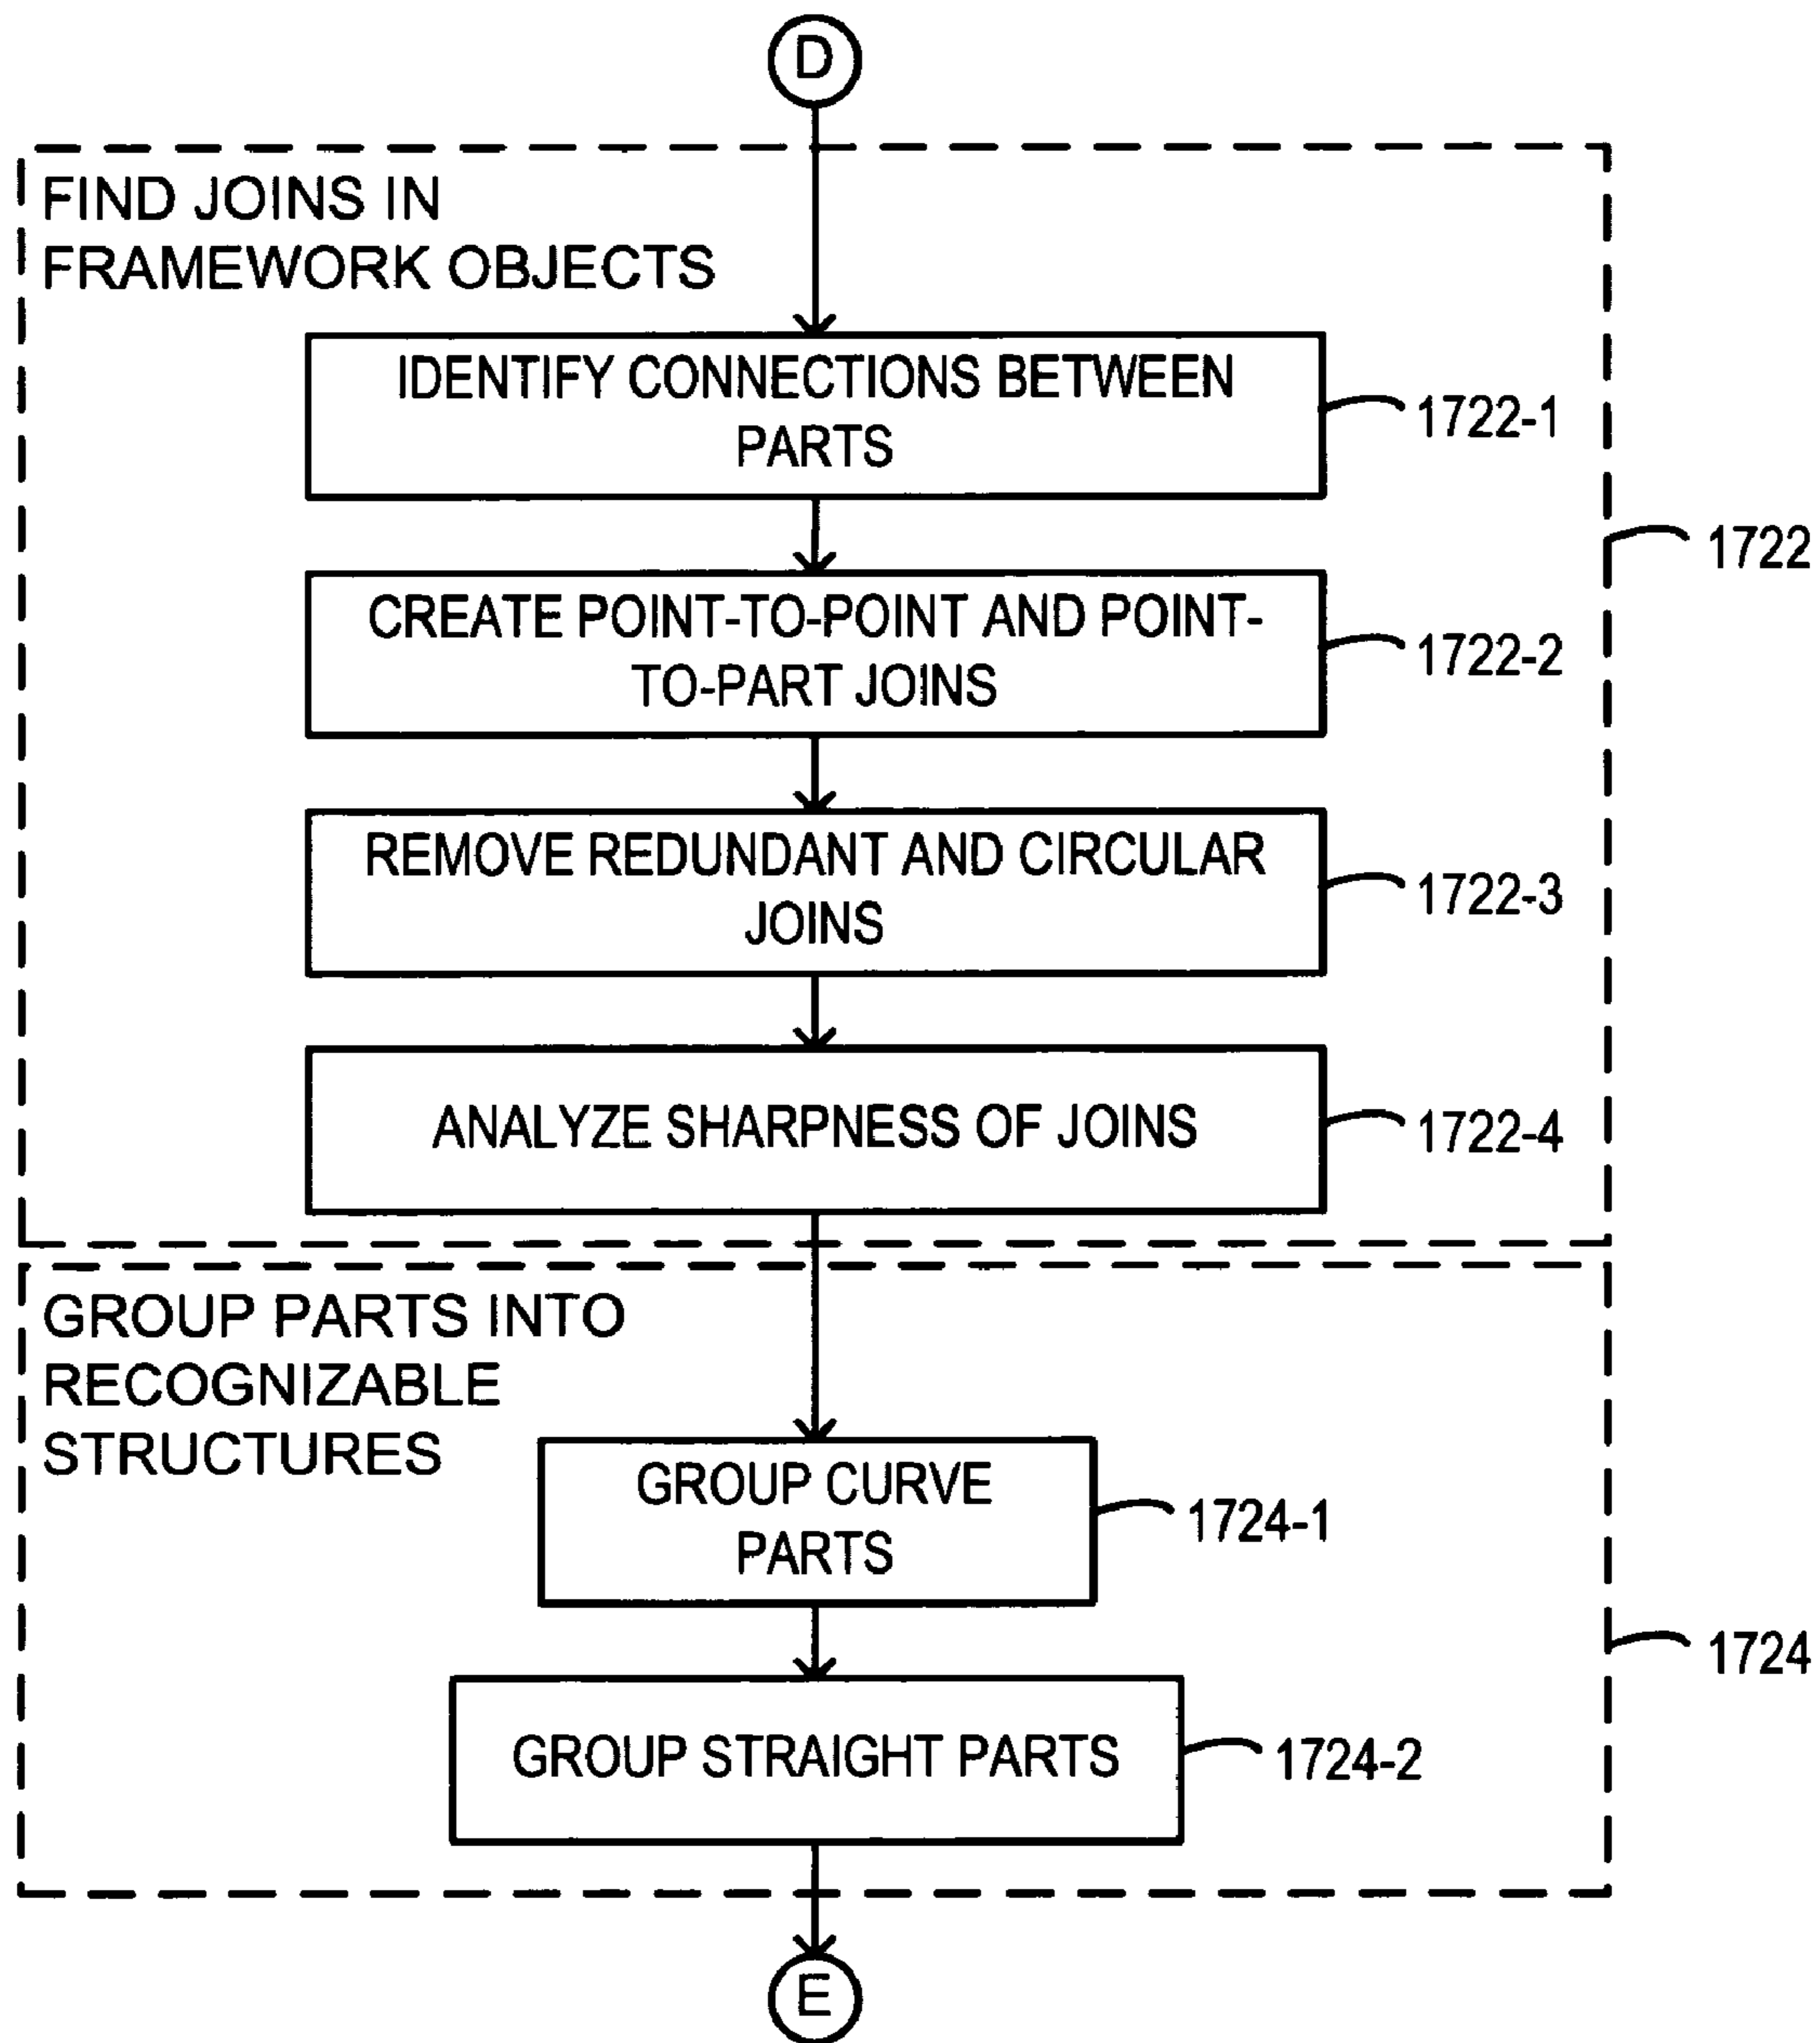 D
FIND JOINS IN
FRAMEWORK OBJECTS
IDENTIFY CONNECTIONS BETWEEN
PARTS
1722-1
1722
CREATE POINT-TO-POINT AND POINT-
TO-PART JOINS
1722-2
REMOVE REDUNDANT AND CIRCULAR
JOINS
1722-3
ANALYZE SHARPNESS OF JOINS
1722-4
GROUP PARTS INTO
RECOGNIZABLE
STRUCTURES
GROUP CURVE
PARTS
1724-1
1724
GROUP STRAIGHT PARTS
1724-2
E